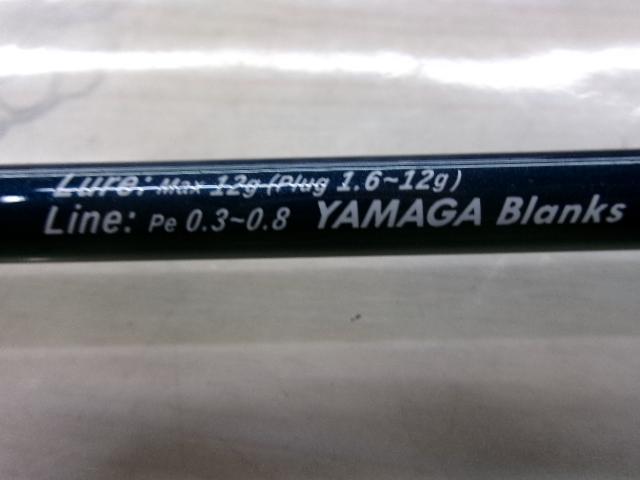 Lure: Max 12g (Plug 1.6~12g)
Line: Pe 0.3~0.8 YAMAGA Blanks